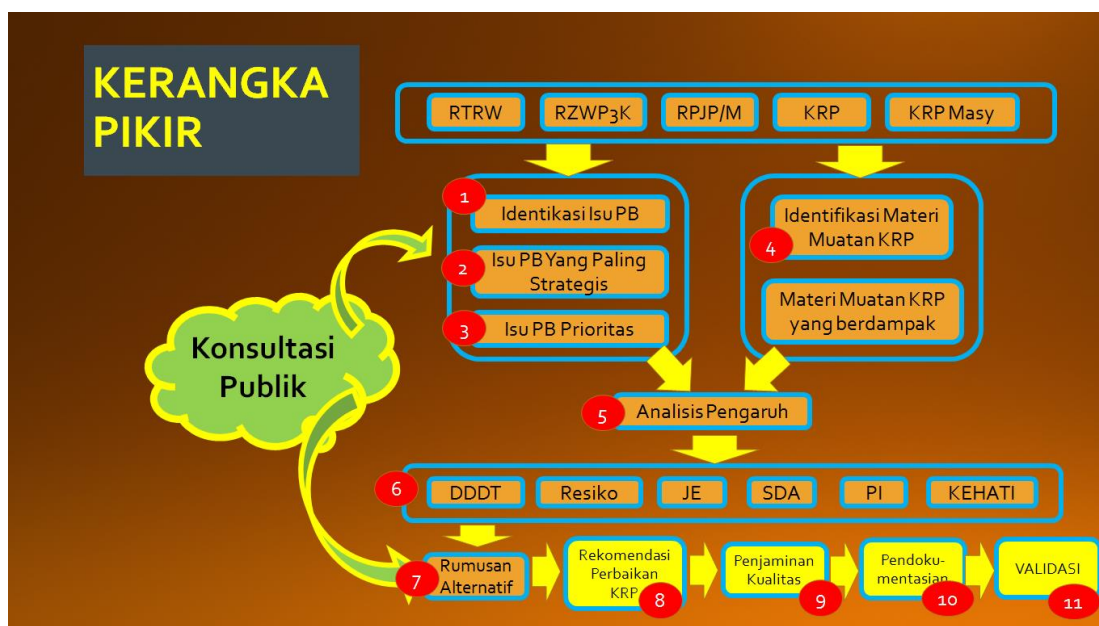 KERANGKA
PIKIR
RTRW
RZWP3K
RPJP/M
KRP
KRP Masy
1
Identikasi Isu PB
2
Isu PB Yang Paling
Strategis
3
Isu PB Prioritas
Identifikasi Materi
Muatan KRP
4
Materi Muatan KRP
yang berdampak
Konsultasi
Publik
5
Analisis Pengaruh
6
DDDT
Resiko
JE
SDA
PI
KEHATI
7
Rumusan
Alternatif
Rekomendasi
Perbaikan
KRP
8
Penjaminan
Kualitas
9
Pendoku-
mentasian
10
VALIDASI
11